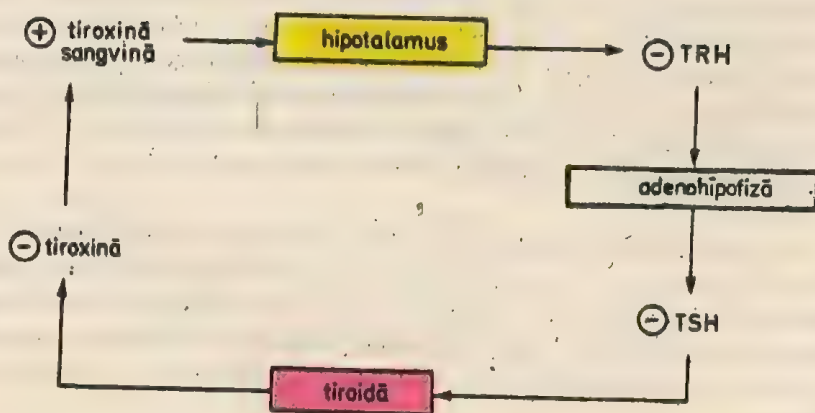 ⊕ tiroxină
sangvină
hipotalamus
⊖ TRH
adenohipofiză
⊖ tiroxină
⊖ TSH
tiroidă